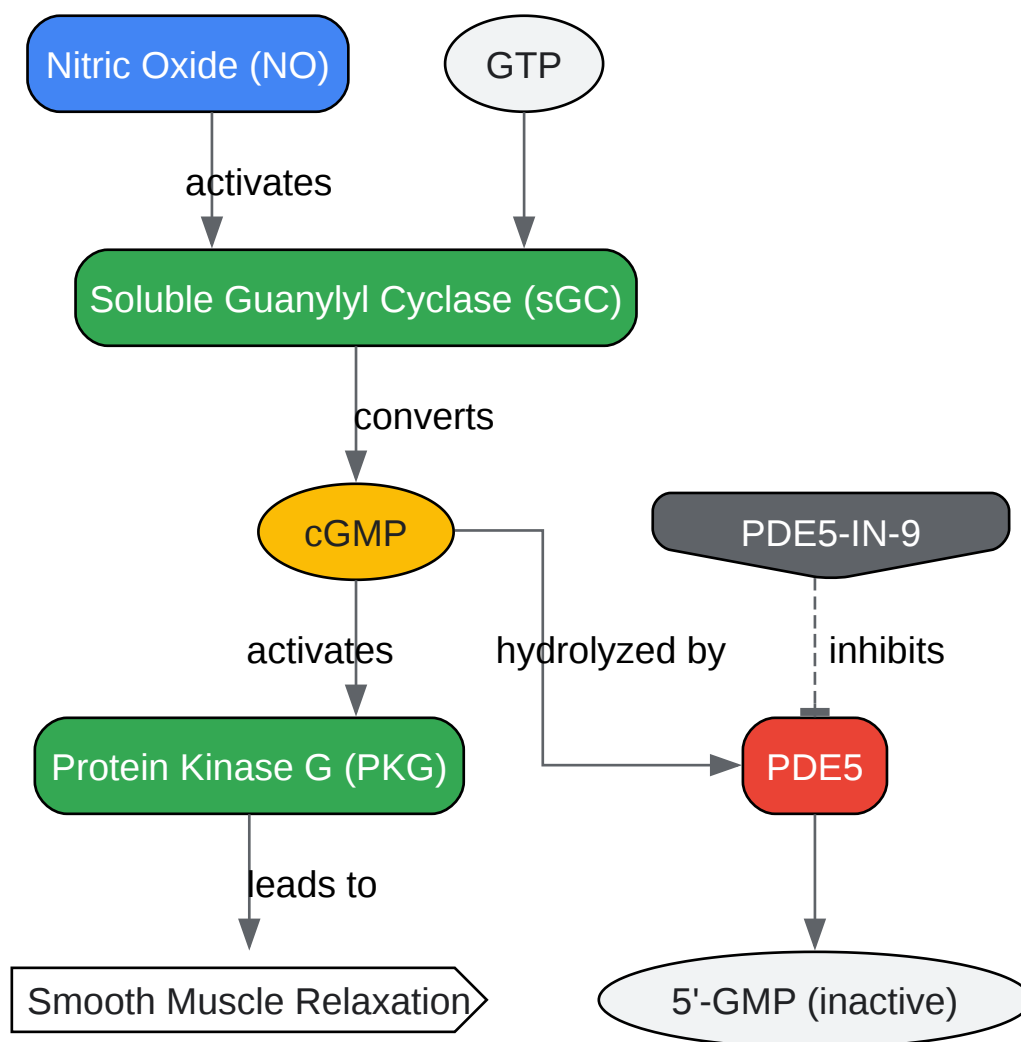 Nitric Oxide (NO)
GTP
activates
Soluble Guanylyl Cyclase (sGC)
converts
cGMP
PDE5-IN-9
activates
hydrolyzed by
inhibits
Protein Kinase G (PKG)
PDE5
leads to
Smooth Muscle Relaxation
5'-GMP (inactive)